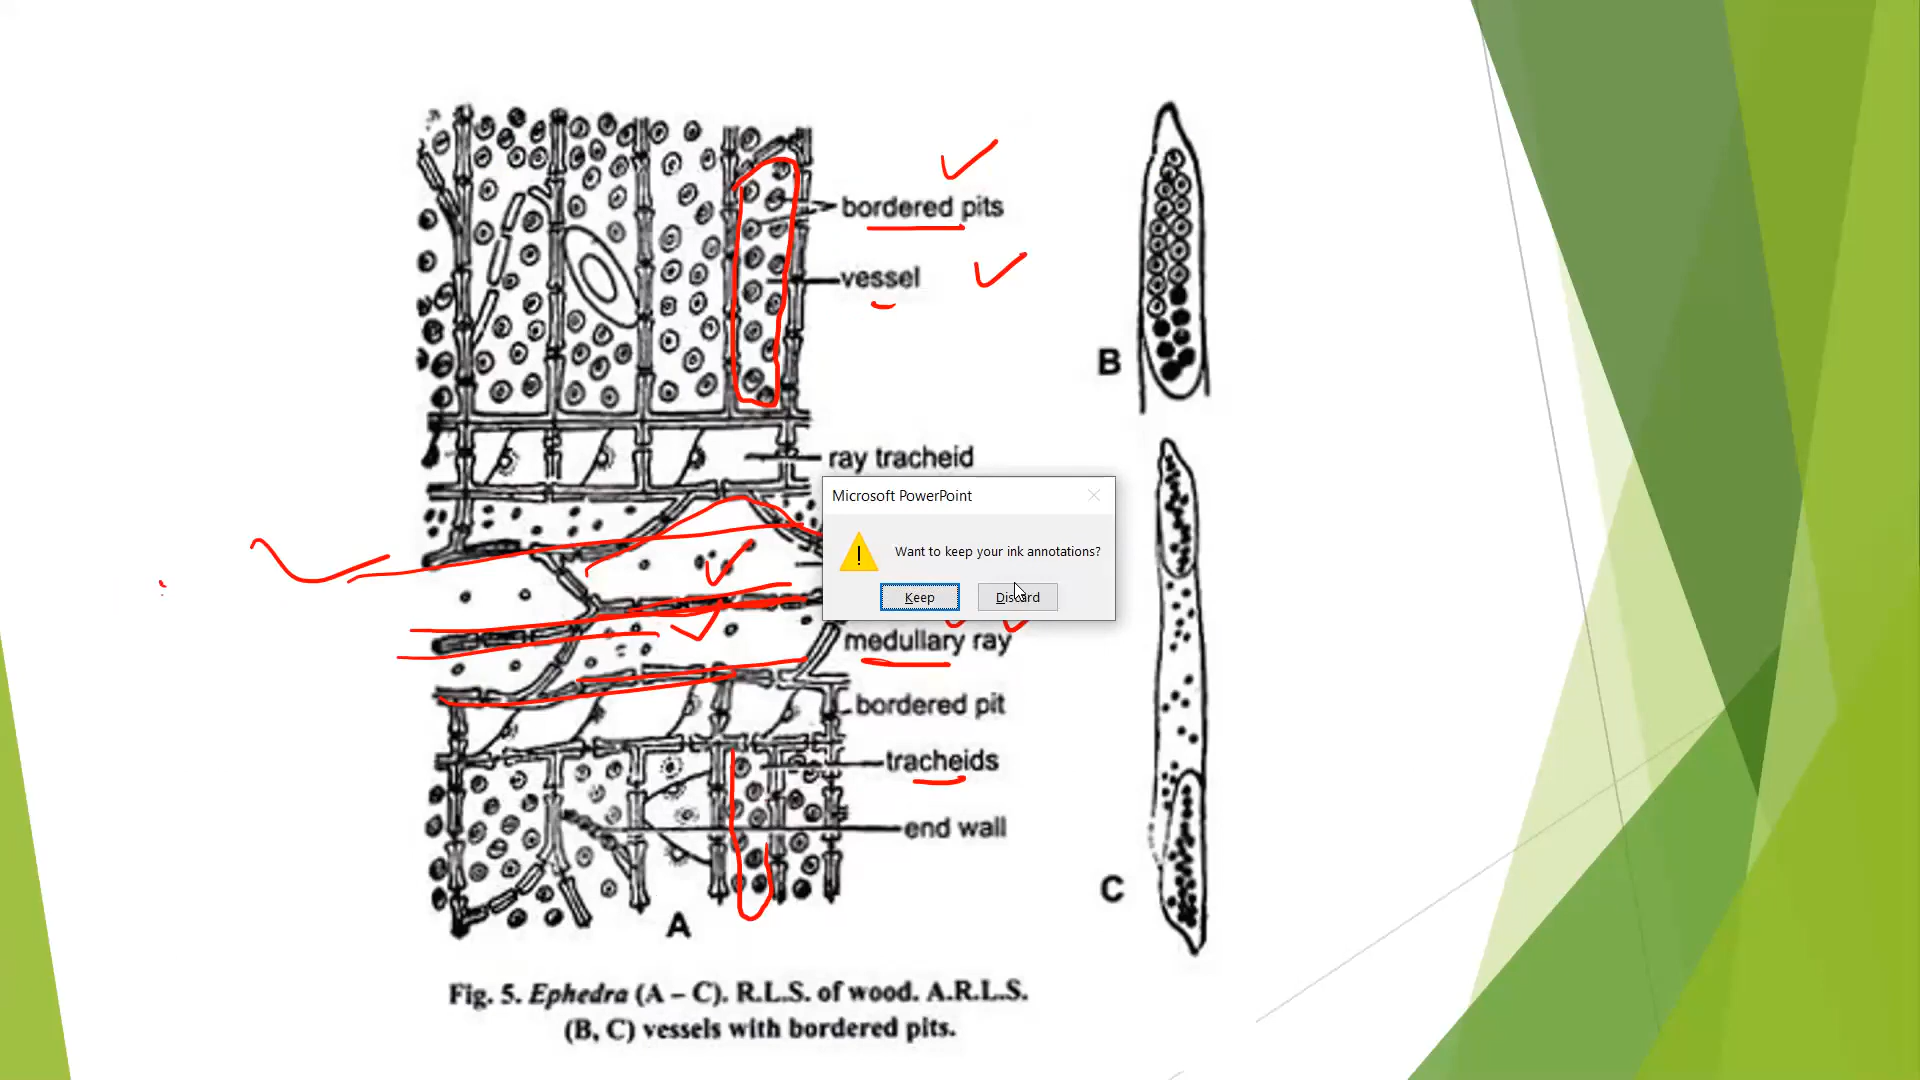 bordered pits
vessel
B
ray tracheid
Microsoft PowerPoint
Want to keep your ink annotations?
Keep
Discard
medullary ray
bordered pit
tracheids
end wall
C
A
Fig. 5. Ephedra (A – C). R.L.S. of wood. A.R.L.S.
(B, C) vessels with bordered pits.